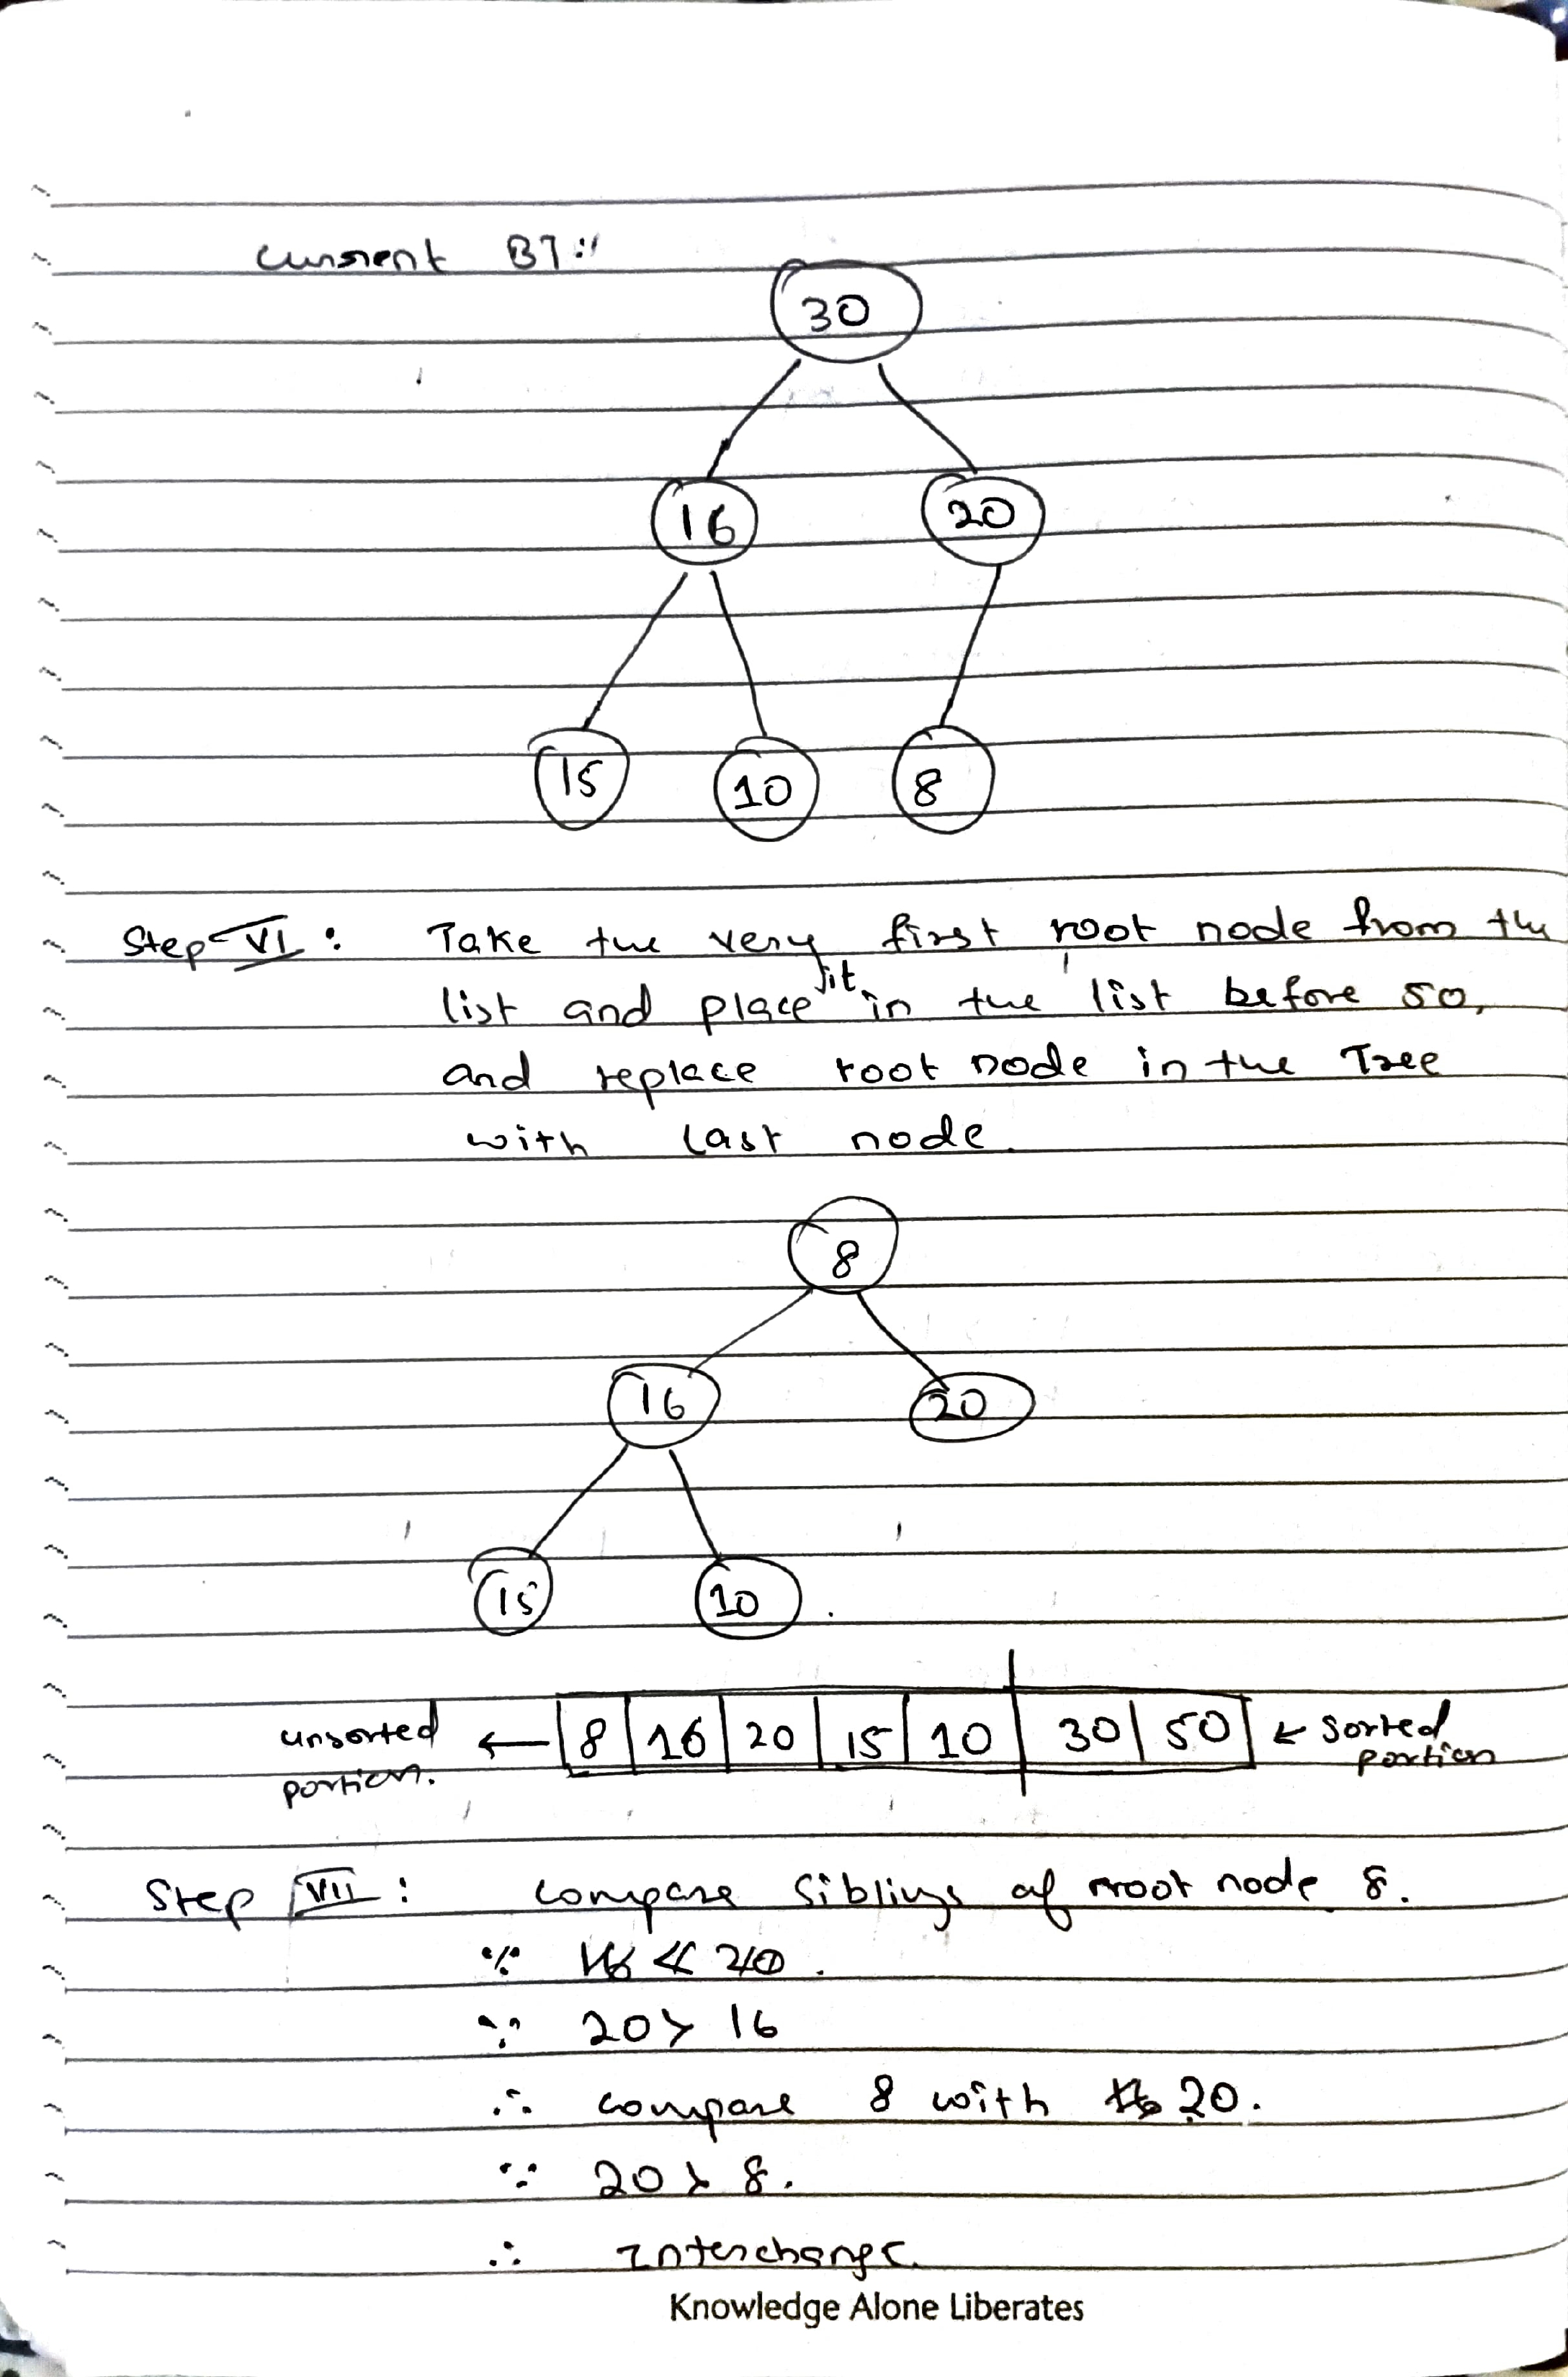 Current BT:
30
16 20
15 10 8
Step VI : Take the very first root node from the
list and place it in the list before 50,
and replace root node in the Tree
with last node.
8
16 20
15 10
unsorted portion. ← 8 16 20 15 10 30 50 ← sorted portion
Step VII : Compare siblings of root node 8.
∵ 16 < 20.
∵ 20 > 16
∴ compare 8 with 20.
∵ 20 > 8.
∴ Interchange.
Knowledge Alone Liberates